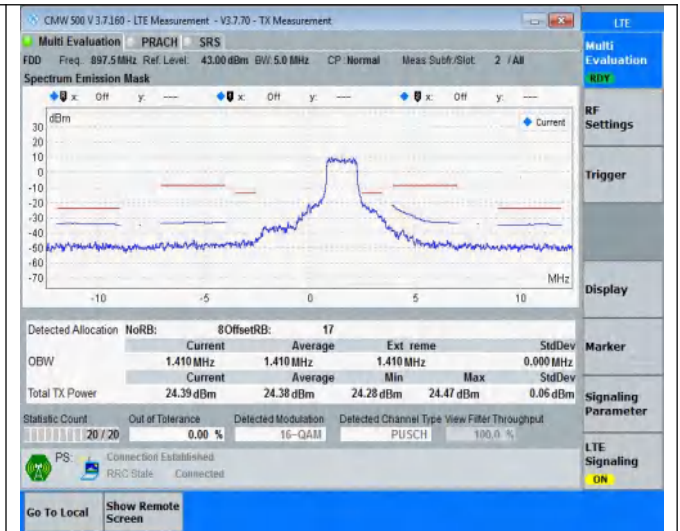 CMW 500 V 3.7.160 - LTE Measurement - V3.7.70 - TX Measurement
LTE
Multi Evaluation PRACH SRS
Multi Evaluation
RDY
FDD Freq. 897.5 MHz Ref. Level: 43.00 dBm BW: 5.0 MHz CP :Normal Meas Subfr./Slot: 2 / All
Spectrum Emission Mask
x: Off y: --- x: Off y: --- x: Off y: ---
dBm
Current
30
20
10
0
-10
-20
-30
-40
-50
-60
-70
MHz
-10 -5 0 5 10
RF Settings
Trigger
Display
Marker
Signaling Parameter
LTE Signaling
ON
Detected Allocation NoRB: 8 OffsetRB: 17
Current Average Ext reme StdDev
OBW 1.410 MHz 1.410 MHz 1.410 MHz 0.000 MHz
Current Average Min Max StdDev
Total TX Power 24.39 dBm 24.38 dBm 24.28 dBm 24.47 dBm 0.06 dBm
Statistic Count Out of Tolerance Detected Modulation Detected Channel Type View Filter Throughput
20 / 20 0.00 % 16-QAM PUSCH 100.0 %
PS: Connection Established
RRC State Connected
Go To Local
Show Remote Screen